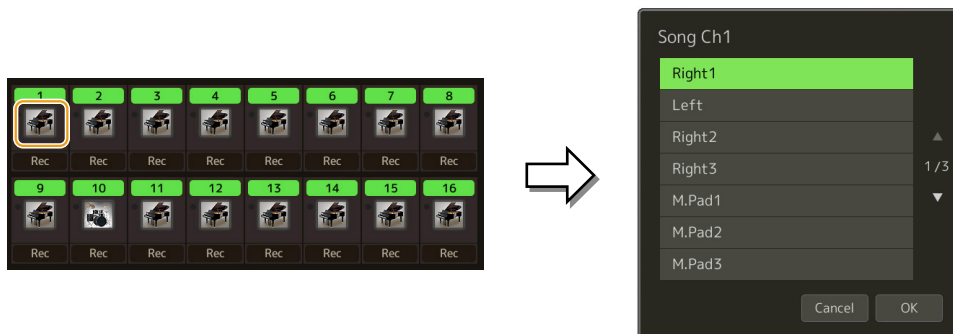 1 2 3 4 5 6 7 8
Rec Rec Rec Rec Rec Rec Rec Rec
9 10 11 12 13 14 15 16
Rec Rec Rec Rec Rec Rec Rec Rec
Song Ch1
Right1
Left
Right2
Right3
1/3
M.Pad1
M.Pad2
M.Pad3
Cancel OK